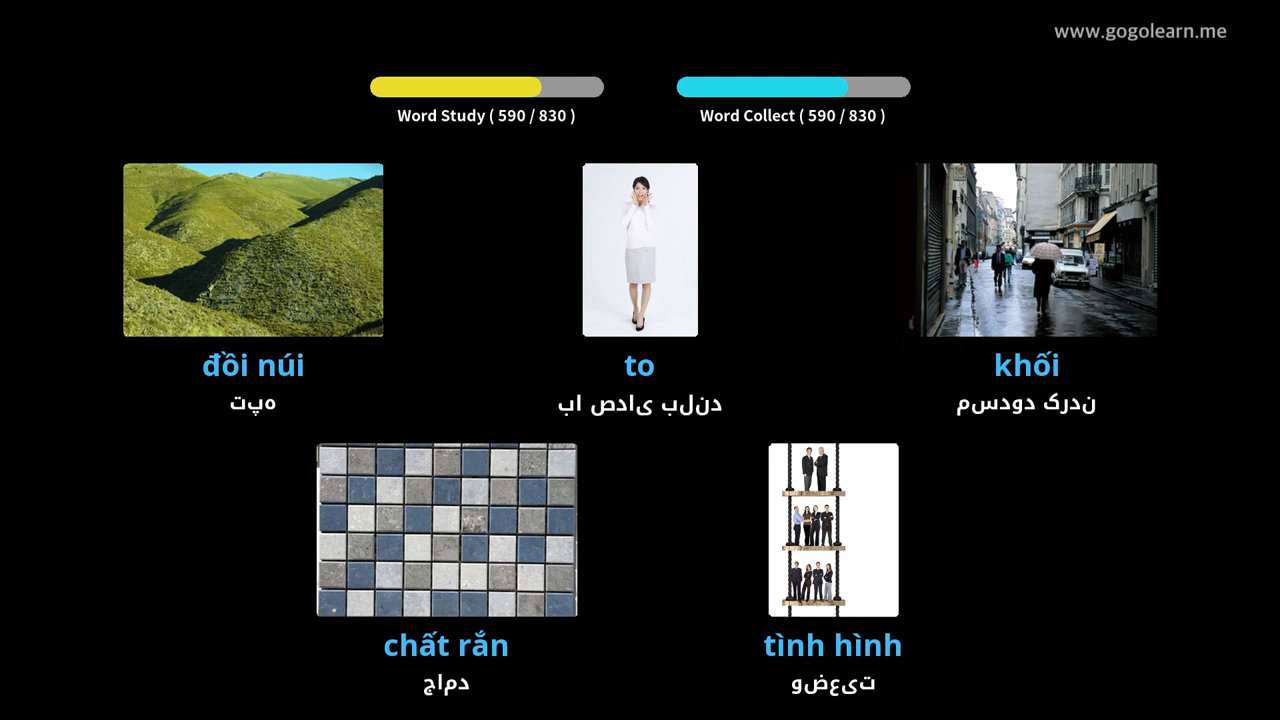 www.gogolearn.me
Word Study ( 590 / 830 )
Word Collect ( 590 / 830 )
đồi núi
to
khối
هپت
دنلب یادص اب
ندرک دودسم
chất rắn
tình hình
دماج
تیعضو